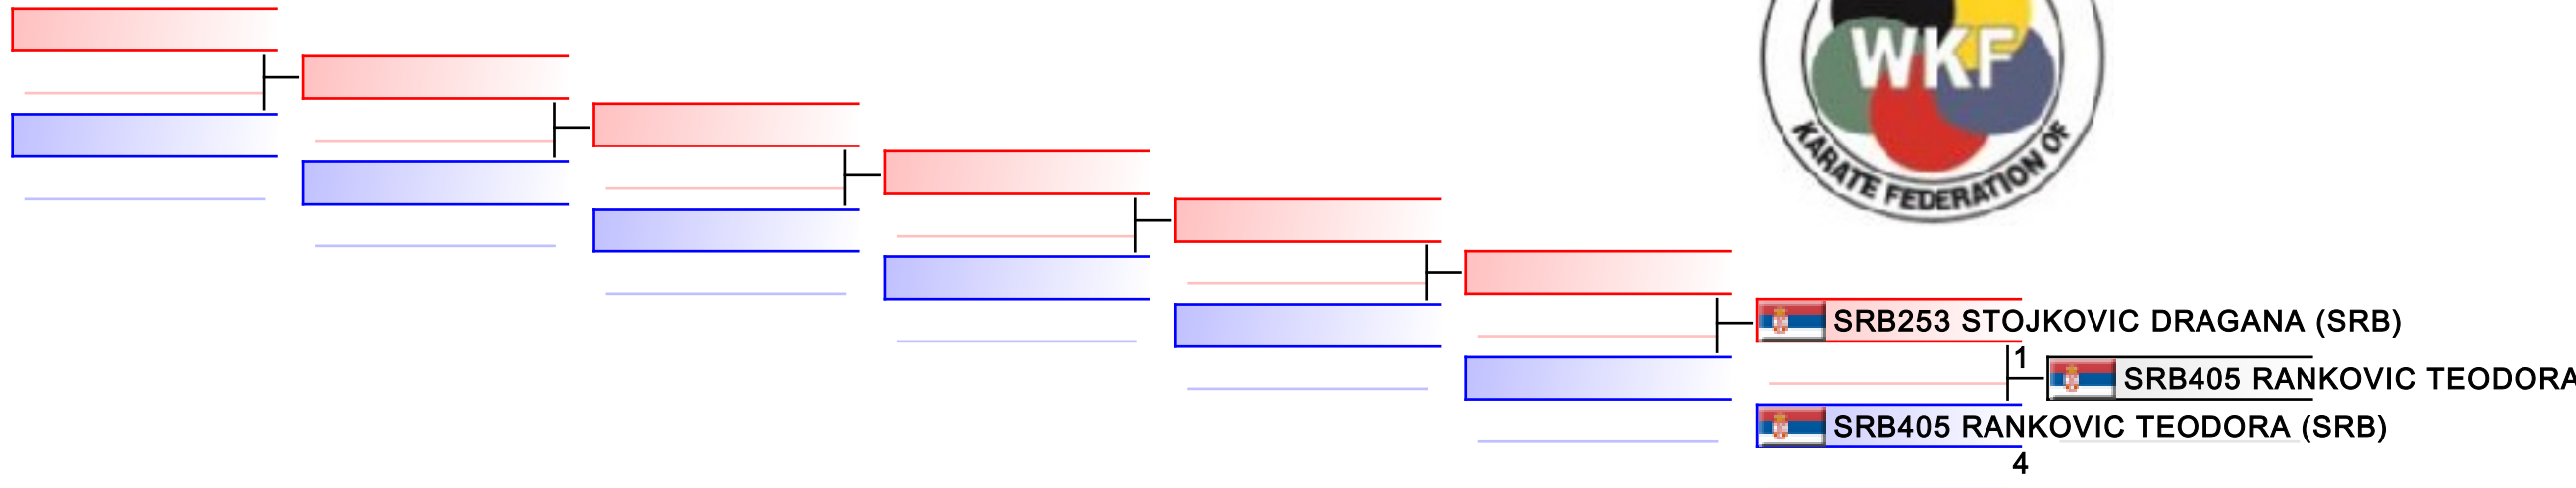 WKF
KARATE FEDERATION OF
SRB253 STOJKOVIC DRAGANA (SRB)
1
SRB405 RANKOVIC TEODORA
SRB405 RANKOVIC TEODORA (SRB)
4